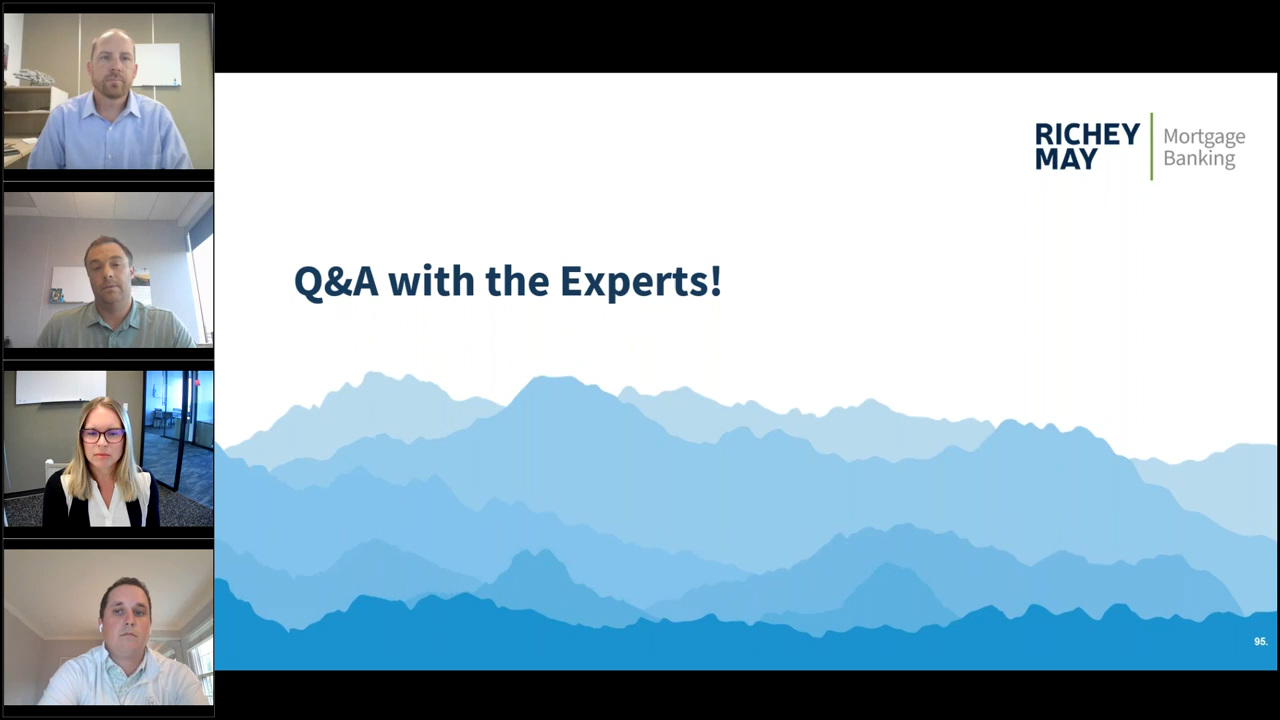 RICHEY
MAY
Mortgage
Banking
Q&A with the Experts!
95.